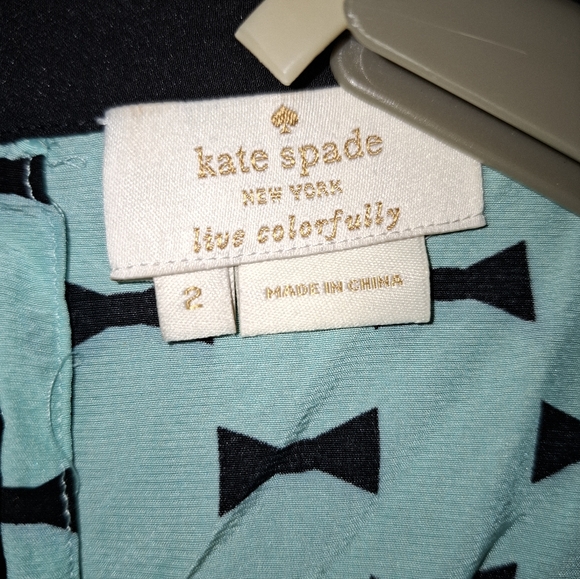 kate spade
NEW YORK
live colorfully
2
MADE IN CHINA